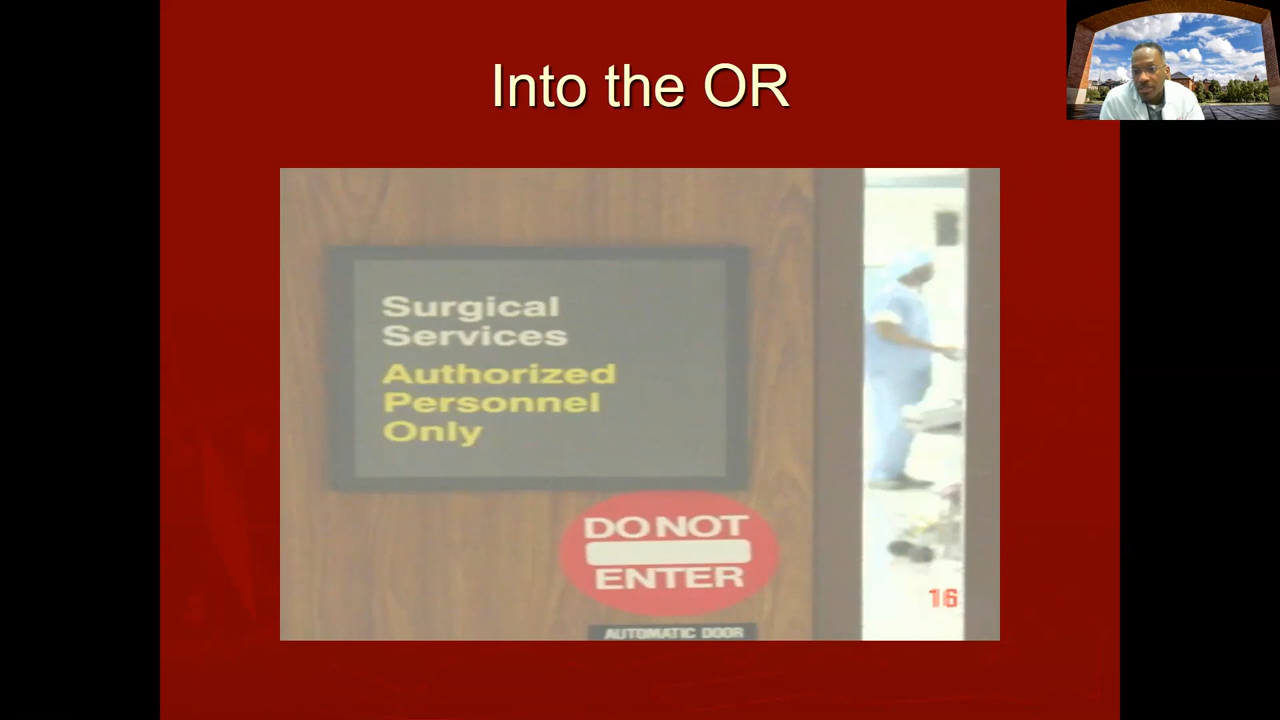 Into the OR
Surgical
Services
Authorized
Personnel
Only
DO NOT
ENTER
AUTOMATIC DOOR
16